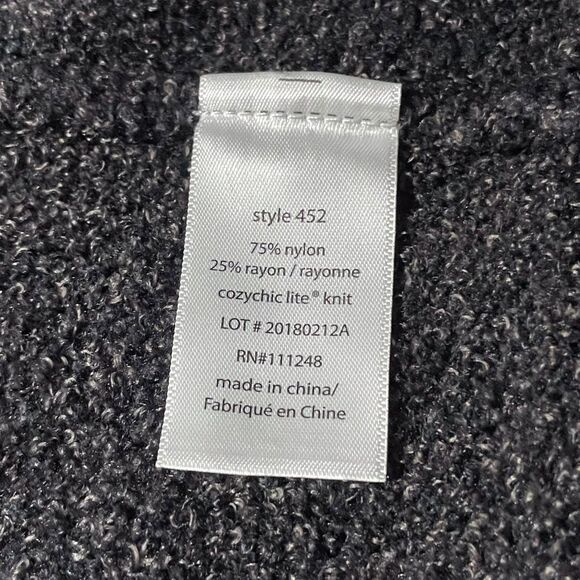 style 452
75% nylon
25% rayon / rayonne
cozychic lite® knit
LOT # 20180212A
RN#111248
made in china/
Fabriqué en Chine